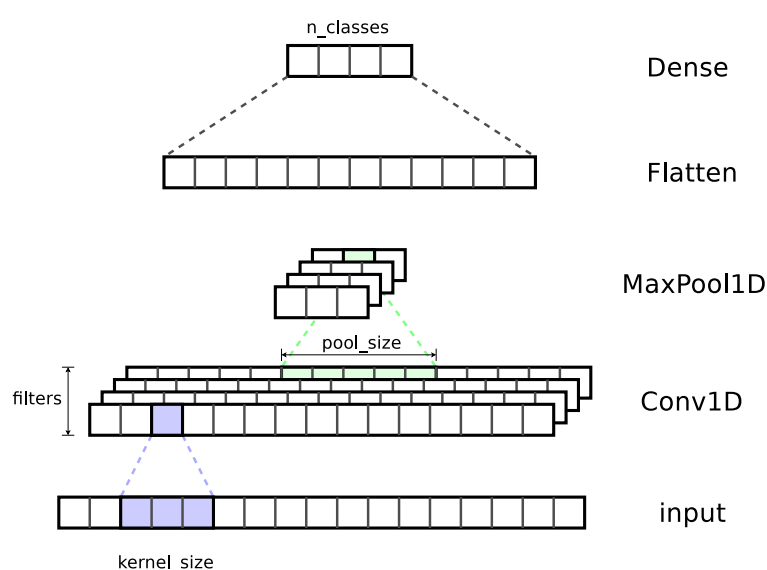 n_classes
Dense
Flatten
MaxPool1D
pool_size
filters
Conv1D
input
kernel_size